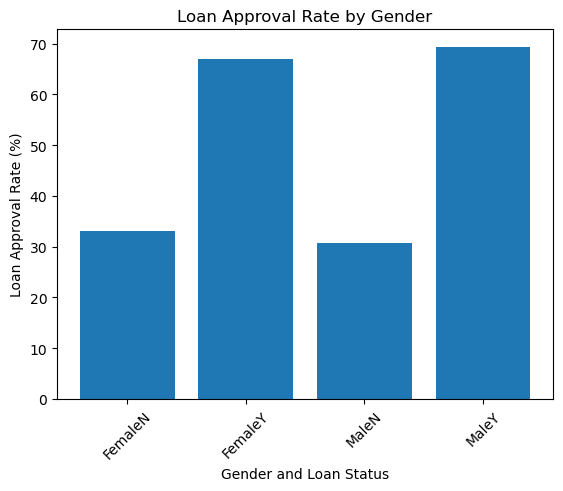 Loan Approval Rate by Gender
Loan Approval Rate (%)
70
60
50
40
30
20
10
0
FemaleN
FemaleY
MaleN
MaleY
Gender and Loan Status